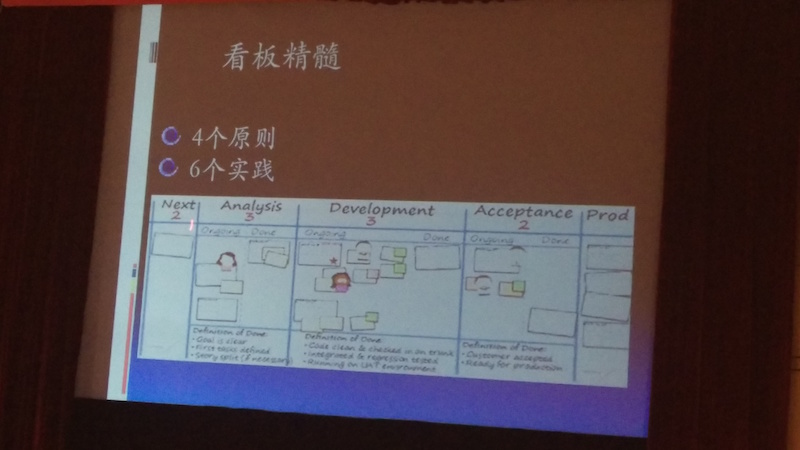 看板精髓
4个原则
6个实践
Next Analysis Development Acceptance Prod
2 3 3 2
Ongoing Done Ongoing Done Ongoing Done
Definition of Done:
• Goal is clear
• First tasks defined
• Story split (if necessary)
Definition of Done:
• Code clean & checked in on trunk
• Integrated & regression tested
• Running on UAT environment
Definition of Done:
• Customer accepted
• Ready for production